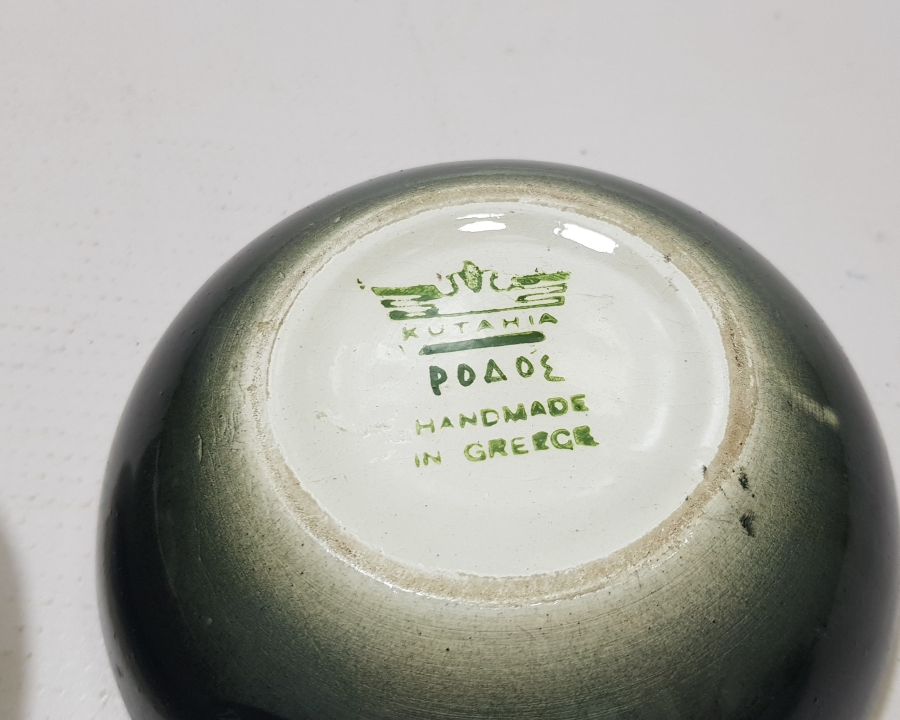 KUTAHIA
ΡΟΔΟΣ
HANDMADE
IN GREECE